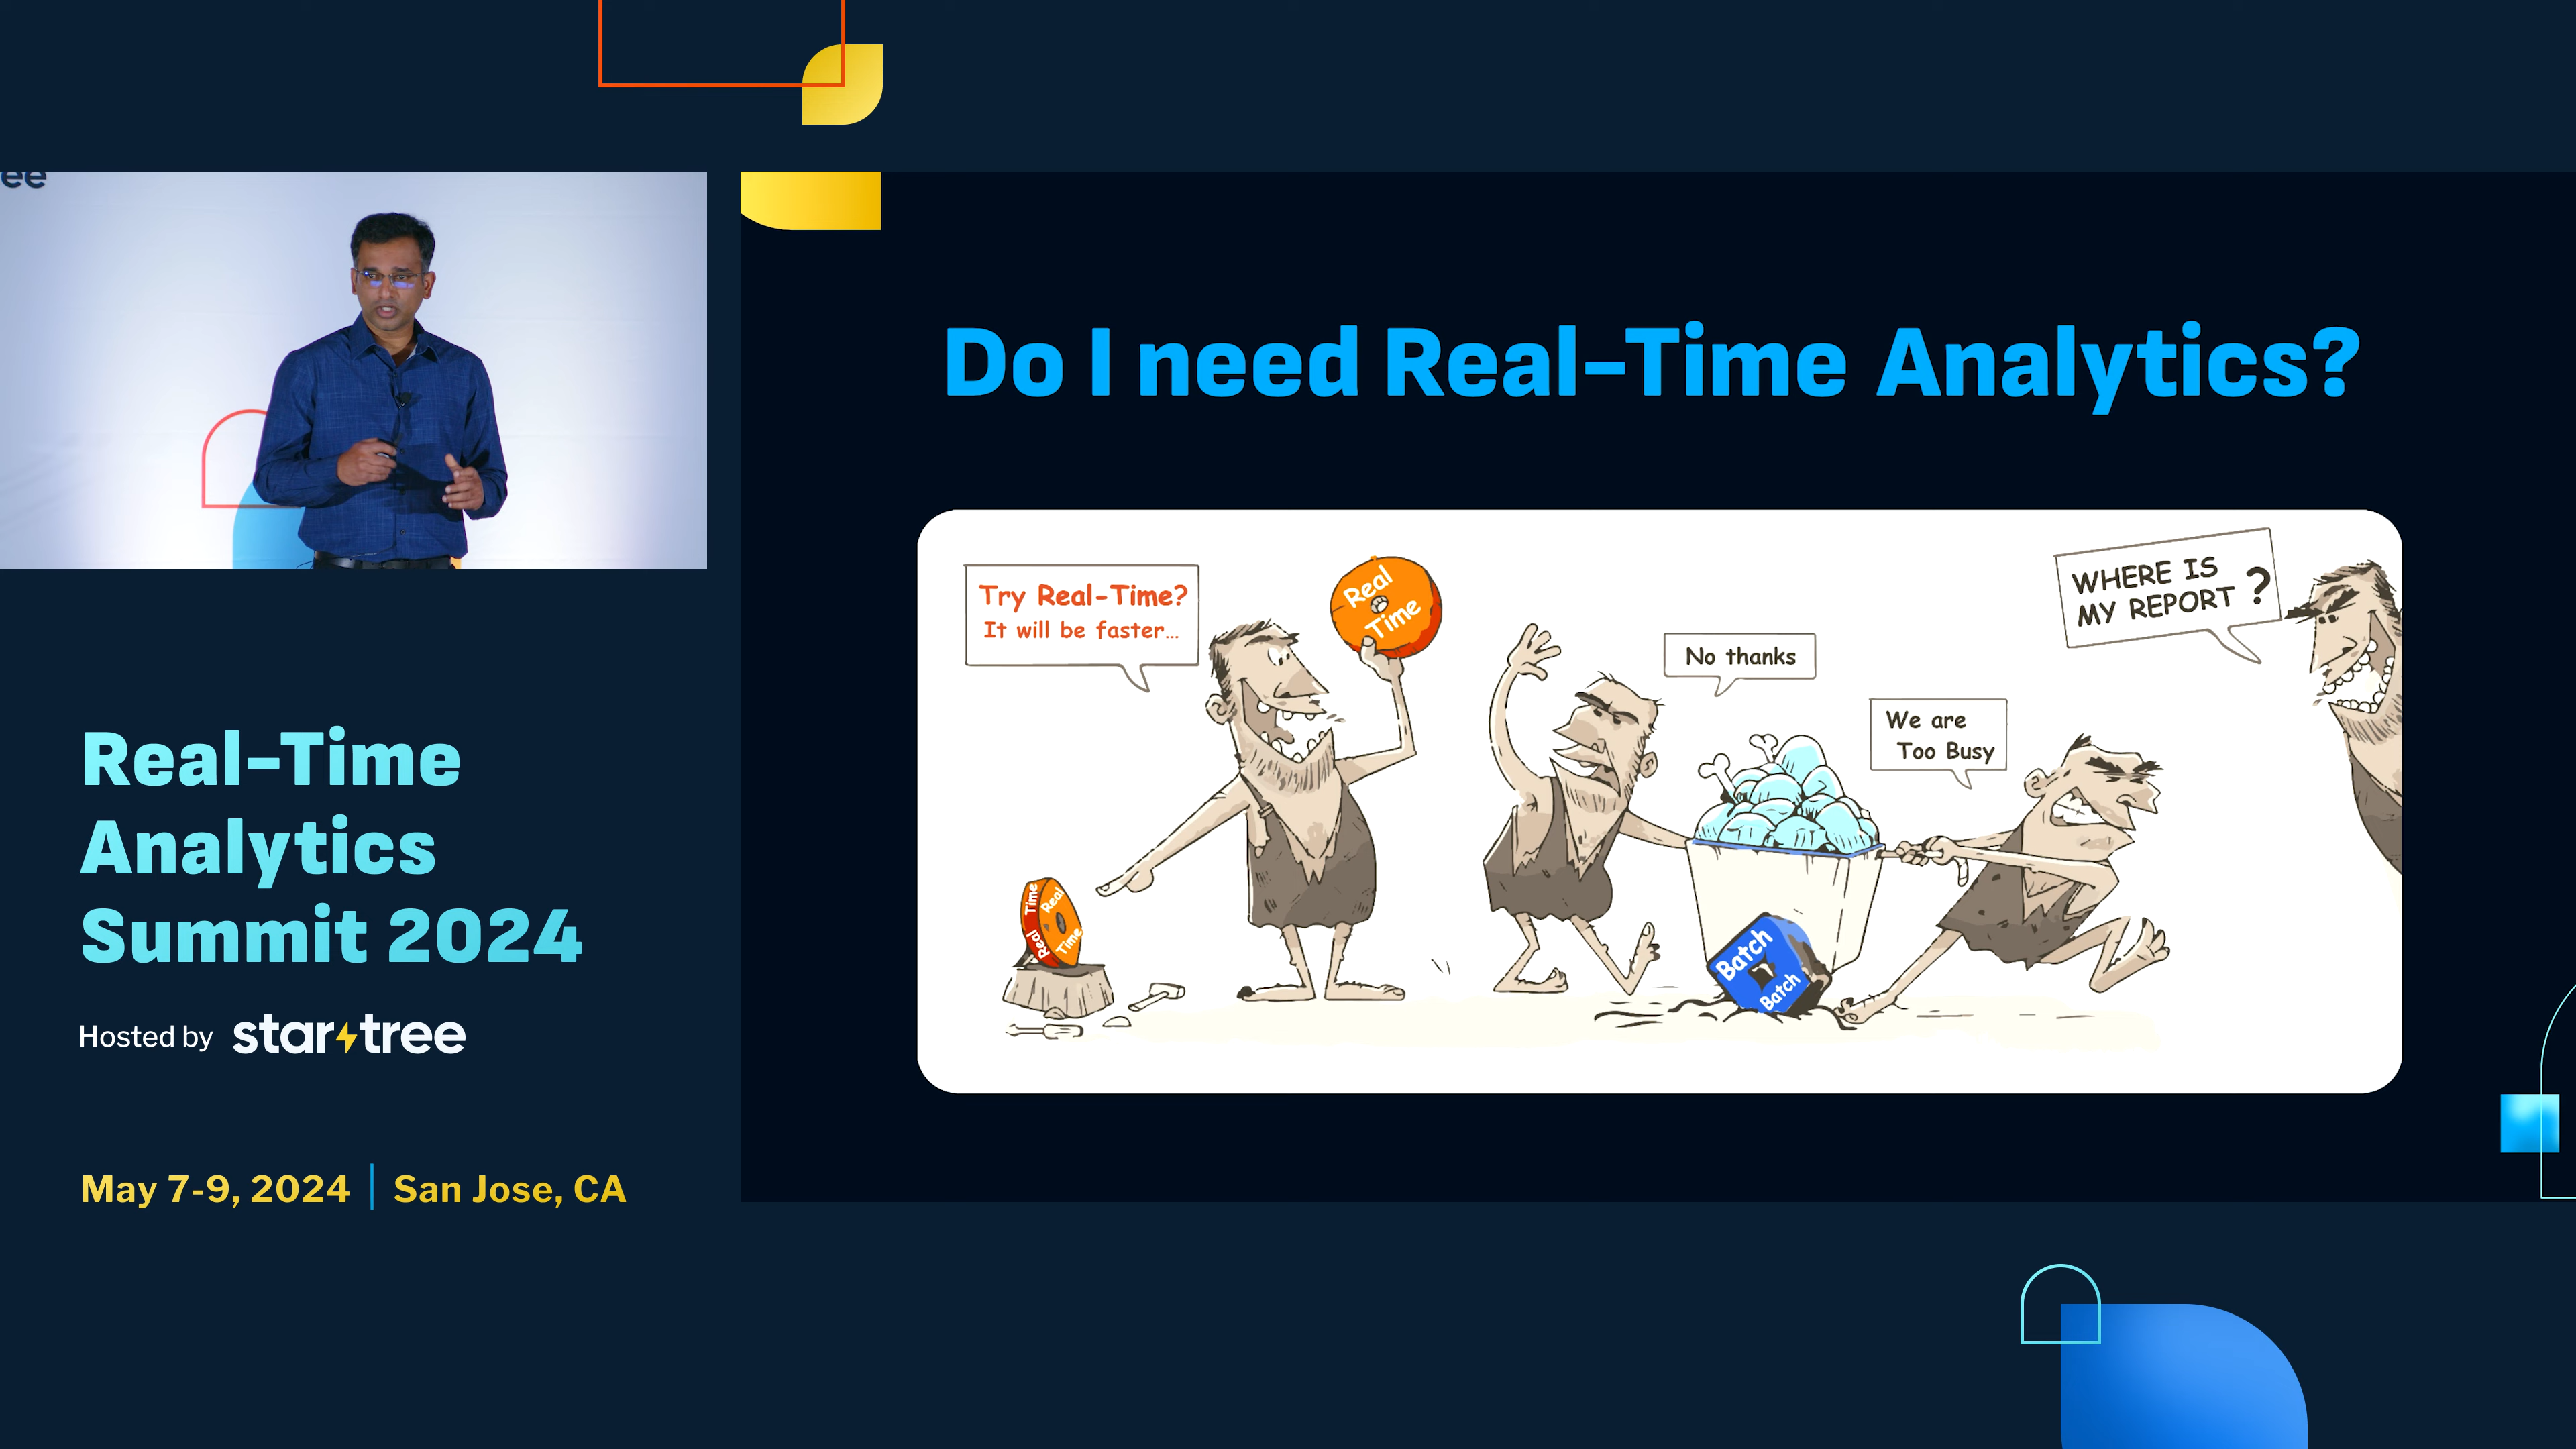 ee
Do I need Real-Time Analytics?
Try Real-Time?
It will be faster...
Real
Time
No thanks
We are
Too Busy
WHERE IS
MY REPORT ?
Time
Real
Real
Time
Batch
Batch
Real-Time
Analytics
Summit 2024
Hosted by startree
May 7-9, 2024 | San Jose, CA